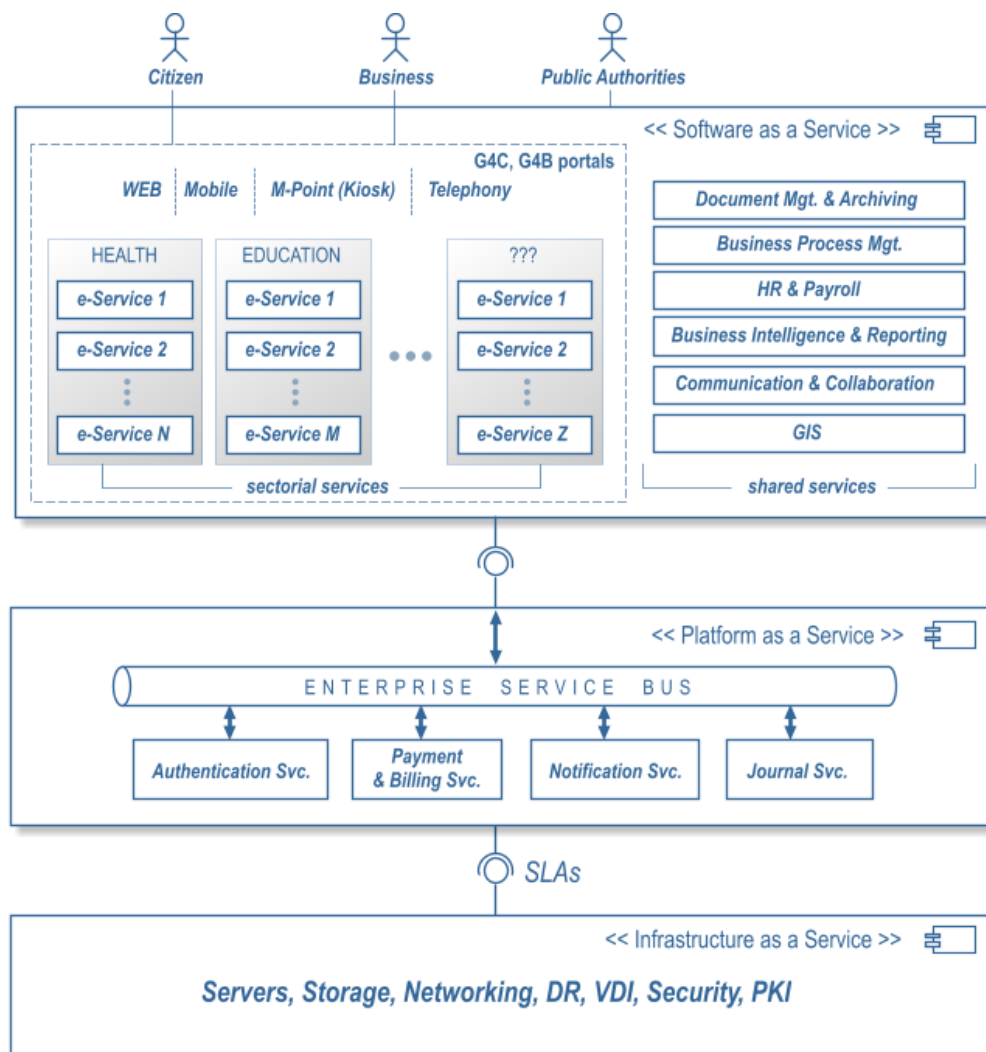 Citizen
Business
Public Authorities
<< Software as a Service >>
G4C, G4B portals
WEB
Mobile
M-Point (Kiosk)
Telephony
HEALTH
e-Service 1
e-Service 2
e-Service N
EDUCATION
e-Service 1
e-Service 2
e-Service M
???
e-Service 1
e-Service 2
e-Service Z
sectorial services
Document Mgt. & Archiving
Business Process Mgt.
HR & Payroll
Business Intelligence & Reporting
Communication & Collaboration
GIS
shared services
<< Platform as a Service >>
ENTERPRISE SERVICE BUS
Authentication Svc.
Payment
& Billing Svc.
Notification Svc.
Journal Svc.
SLAs
<< Infrastructure as a Service >>
Servers, Storage, Networking, DR, VDI, Security, PKI